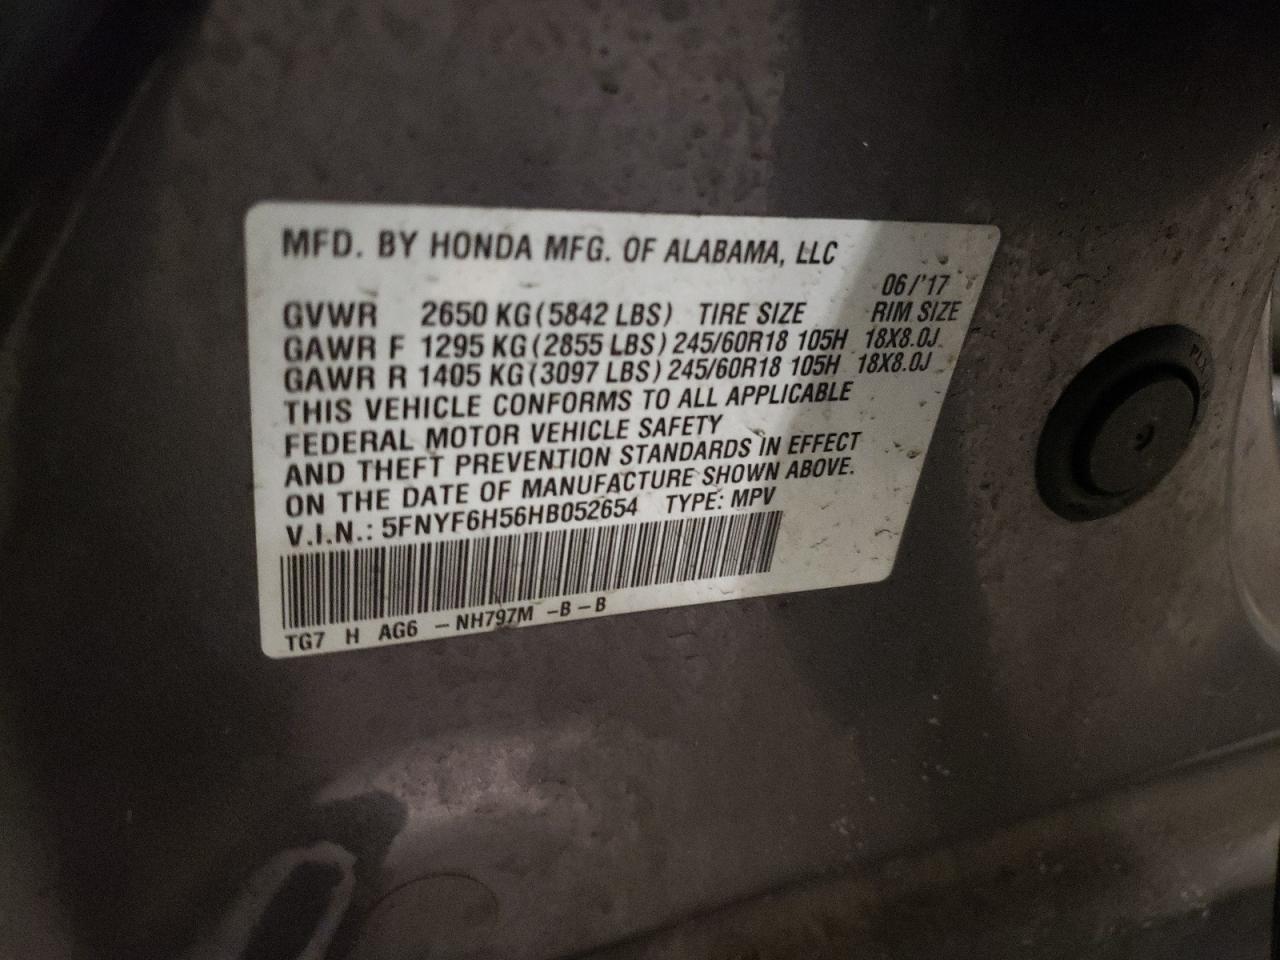 MFD. BY HONDA MFG. OF ALABAMA, LLC
06/'17
GVWR 2650 KG (5842 LBS) TIRE SIZE RIM SIZE
GAWR F 1295 KG (2855 LBS) 245/60R18 105H 18X8.0J
GAWR R 1405 KG (3097 LBS) 245/60R18 105H 18X8.0J
THIS VEHICLE CONFORMS TO ALL APPLICABLE
FEDERAL MOTOR VEHICLE SAFETY
AND THEFT PREVENTION STANDARDS IN EFFECT
ON THE DATE OF MANUFACTURE SHOWN ABOVE.
V.I.N.: 5FNYF6H56HB052654 TYPE: MPV
TG7 H AG6 – NH797M –B – B